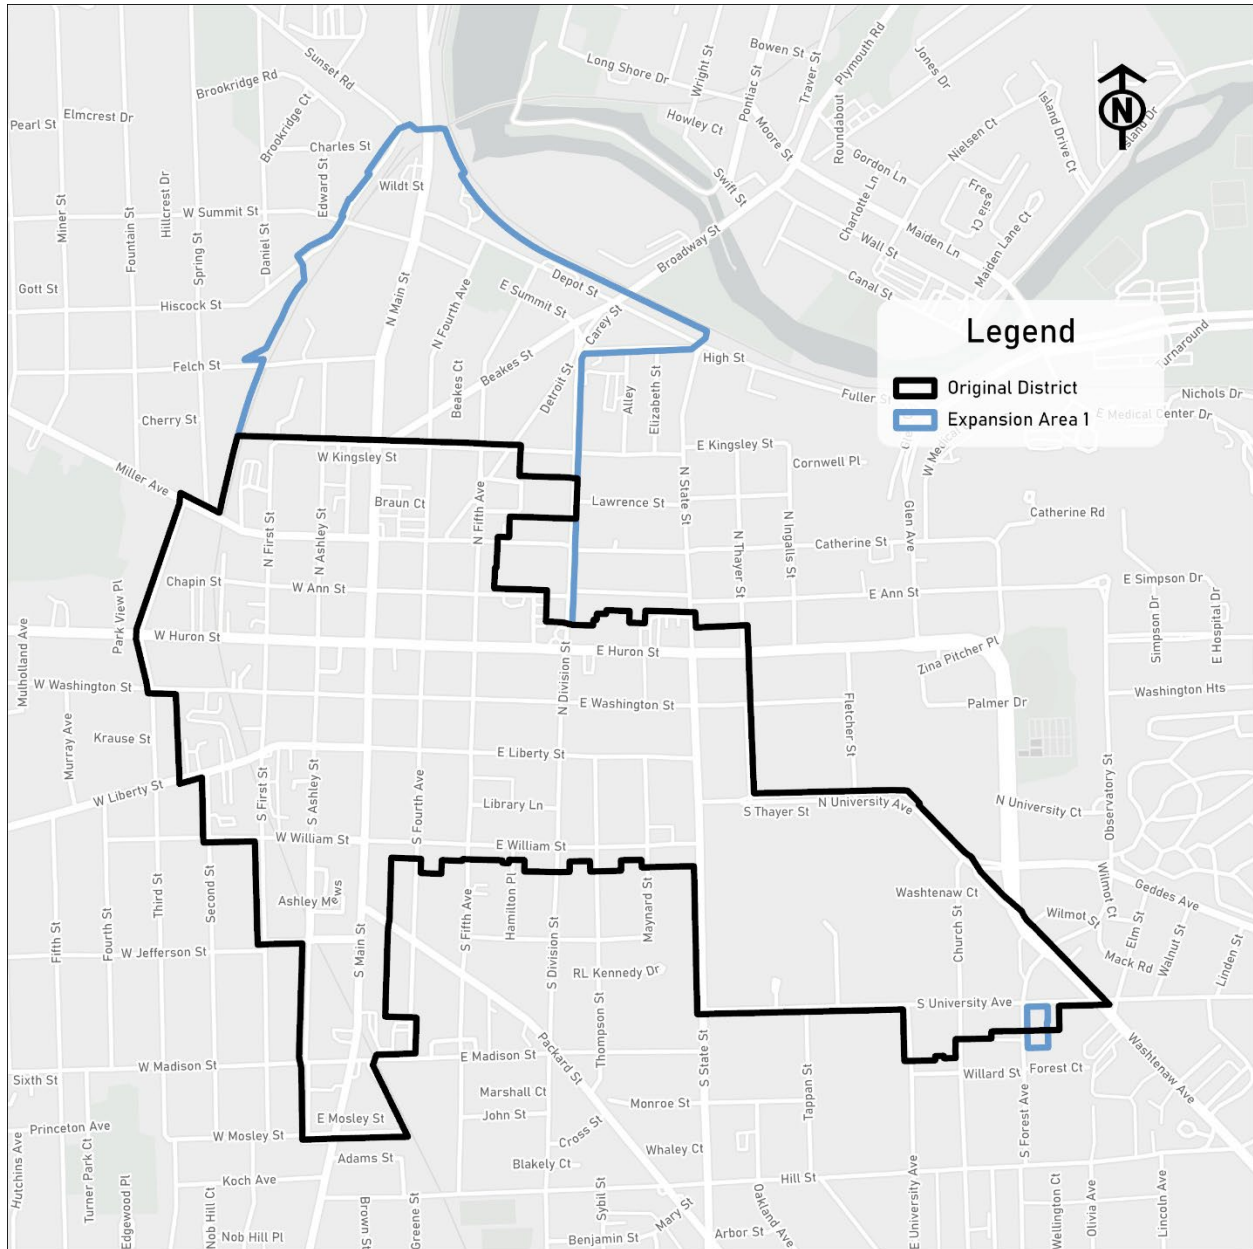 Bowen St
Plymouth Rd
Jones Dr
Wright St
Traver St
Sunset Rd
Long Shore Dr
Pontiac St
Brookridge Rd
Island Drive Ct
Island Dr
N
Elmcrest Dr
Pearl St
Howley Ct
Moore St
Roundabout
Nielsen Ct
Brookridge Ct
Charles St
Gordon Ln
Wildt St
Edward St
Swift St
Charlotte Ln
Freesia Ct
Miner St
Fountain St
Hillcrest Dr
W Summit St
Spring St
Daniel St
Broadway St
Wall St
Maiden Ln
Maiden Lane Ct
Gott St
Hiscock St
N Main St
N Fourth Ave
Depot St
E Summit St
Carey St
Canal St
Legend
Original District
Expansion Area 1
Turnaround
Felch St
Beakes St
High St
Detroit St
Beakes Ct
Alley
Elizabeth St
Fuller
Nichols Dr
E Medical Center Dr
Cherry St
W Kingsley St
E Kingsley St
Cornwell Pl
W Med
Miller Ave
Braun Ct
N Fifth Ave
Lawrence St
N State St
Glen Ave
Catherine Rd
N First St
N Ashley St
N Thayer St
N Ingalls St
Catherine St
Chapin St
W Ann St
E Ann St
E Simpson Dr
Park View Pl
Mulholland Ave
W Huron St
E Huron St
N Division St
Zina Pitcher Pl
Simpson Dr
E Hospital Dr
W Washington St
E Washington St
Fletcher St
Palmer Dr
Washington Hts
Murray Ave
Krause St
E Liberty St
W Liberty St
S First St
S Ashley St
S Fourth Ave
Library Ln
N University Ave
S Thayer St
N University Ct
Observatory St
W William St
E William St
Third St
Second St
Ashley Mews
S Fifth Ave
Hamilton Pl
Maynard St
Washtenaw Ct
Wilmot Ct
Geddes Ave
Fifth St
Fourth St
S Main St
S Division St
Church St
Wilmot St
Elm St
Walnut St
Linden St
W Jefferson St
RL Kennedy Dr
Mack Rd
S University Ave
Thompson St
Packard St
S State St
W Madison St
E Madison St
Sixth St
Willard St
Forest Ct
Washtenaw Ave
Marshall Ct
Monroe St
Tappan St
S Forest Ave
E Mosley St
John St
Princeton Ave
W Mosley St
Cross St
Whaley Ct
Adams St
Hutchins Ave
Turner Park Ct
Edgewood Pl
Koch Ave
Blakely Ct
Hill St
Nob Hill Ct
Nob Hill Pl
Brown St
Greene St
Sybil St
Mary St
Benjamin St
Arbor St
Oakland Ave
E University Ave
Wellington Ct
Olivia Ave
Lincoln Ave